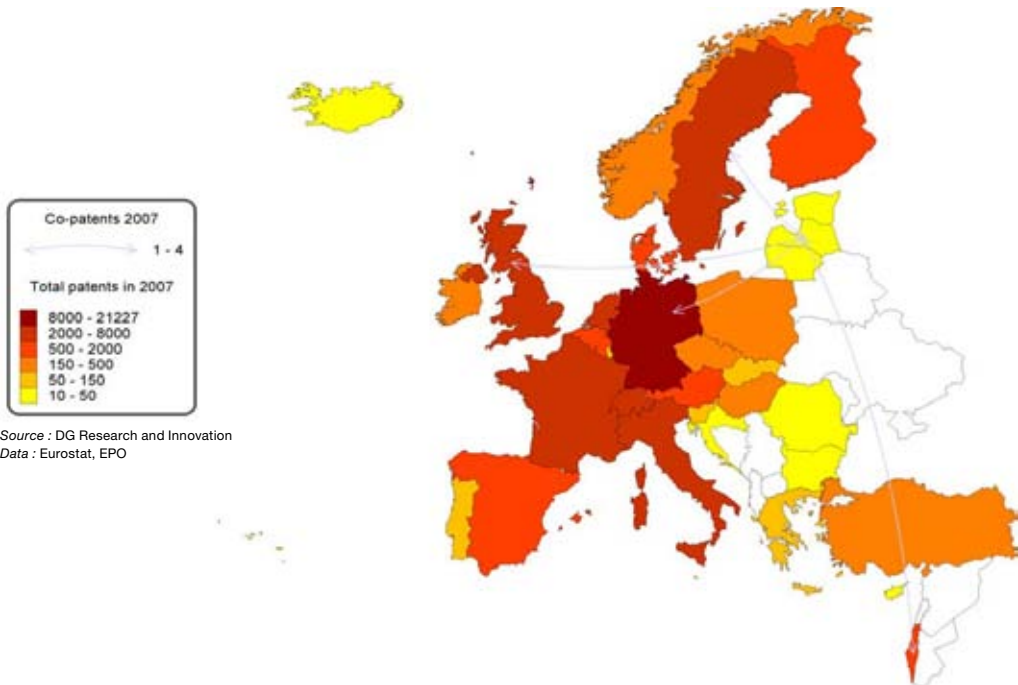 Co-patents 2007
1 - 4
Total patents in 2007
8000 - 21227
2000 - 8000
500 - 2000
150 - 500
50 - 150
10 - 50
Source : DG Research and Innovation
Data : Eurostat, EPO